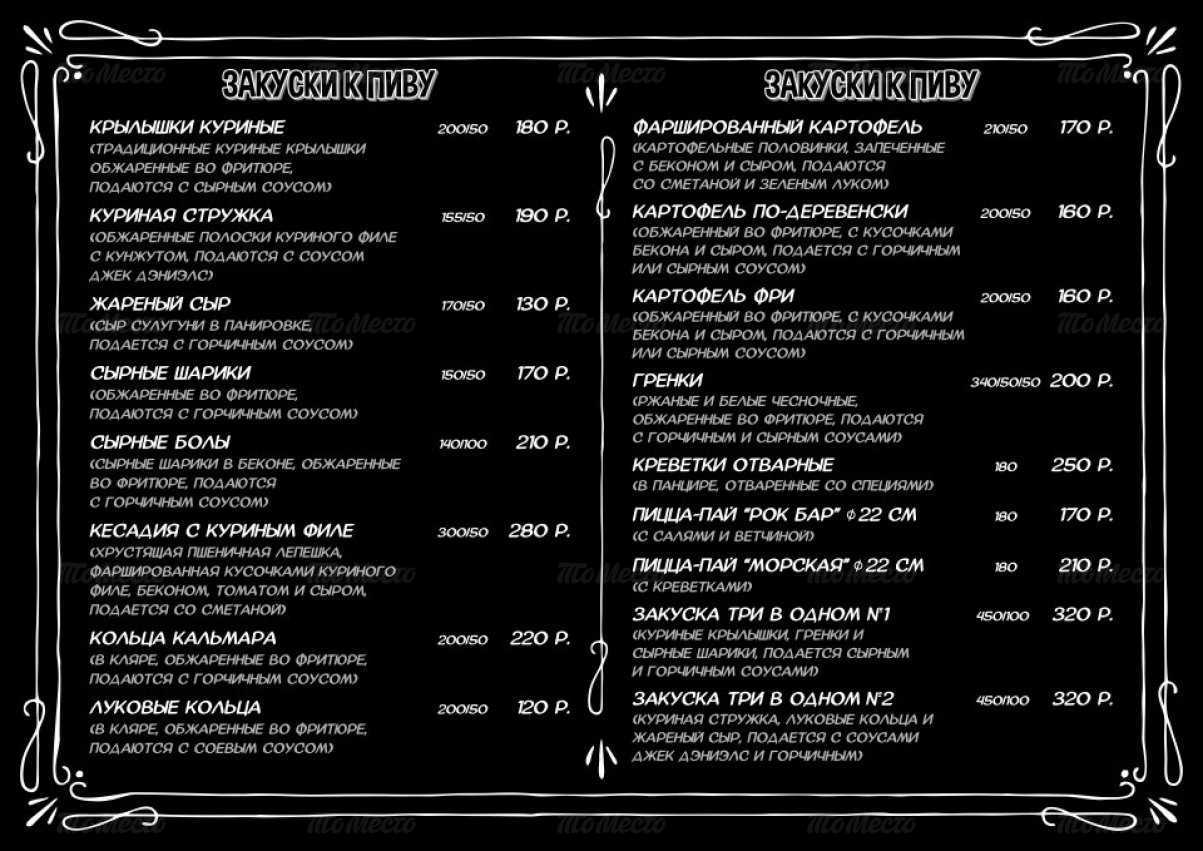 ЗАКУСКИ К ПИВУ
КРЫЛЫШКИ КУРИНЫЕ 200/50 180 Р.
(ТРАДИЦИОННЫЕ КУРИНЫЕ КРЫЛЫШКИ
ОБЖАРЕННЫЕ ВО ФРИТЮРЕ,
ПОДАЮТСЯ С СЫРНЫМ СОУСОМ)
КУРИНАЯ СТРУЖКА 155/50 190 Р.
(ОБЖАРЕННЫЕ ПОЛОСКИ КУРИНОГО ФИЛЕ
С КУНЖУТОМ, ПОДАЮТСЯ С СОУСОМ
ДЖЕК ДЭНИЭЛС)
ЖАРЕНЫЙ СЫР 170/50 130 Р.
(СЫР СУЛУГУНИ В ПАНИРОВКЕ,
ПОДАЕТСЯ С ГОРЧИЧНЫМ СОУСОМ)
СЫРНЫЕ ШАРИКИ 150/50 170 Р.
(ОБЖАРЕННЫЕ ВО ФРИТЮРЕ,
ПОДАЮТСЯ С ГОРЧИЧНЫМ СОУСОМ)
СЫРНЫЕ БОЛЫ 140/100 210 Р.
(СЫРНЫЕ ШАРИКИ В БЕКОНЕ, ОБЖАРЕННЫЕ
ВО ФРИТЮРЕ, ПОДАЮТСЯ
С ГОРЧИЧНЫМ СОУСОМ)
КЕСАДИЯ С КУРИНЫМ ФИЛЕ 300/50 280 Р.
(ХРУСТЯЩАЯ ПШЕНИЧНАЯ ЛЕПЕШКА,
ФАРШИРОВАННАЯ КУСОЧКАМИ КУРИНОГО
ФИЛЕ, БЕКОНОМ, ТОМАТОМ И СЫРОМ,
ПОДАЕТСЯ СО СМЕТАНОЙ)
КОЛЬЦА КАЛЬМАРА 200/50 220 Р.
(В КЛЯРЕ, ОБЖАРЕННЫЕ ВО ФРИТЮРЕ,
ПОДАЮТСЯ С ГОРЧИЧНЫМ СОУСОМ)
ЛУКОВЫЕ КОЛЬЦА 200/50 120 Р.
(В КЛЯРЕ, ОБЖАРЕННЫЕ ВО ФРИТЮРЕ,
ПОДАЮТСЯ С СОЕВЫМ СОУСОМ)
ЗАКУСКИ К ПИВУ
ФАРШИРОВАННЫЙ КАРТОФЕЛЬ 210/50 170 Р.
(КАРТОФЕЛЬНЫЕ ПОЛОВИНКИ, ЗАПЕЧЕННЫЕ
С БЕКОНОМ И СЫРОМ, ПОДАЮТСЯ
СО СМЕТАНОЙ И ЗЕЛЕНЫМ ЛУКОМ)
КАРТОФЕЛЬ ПО-ДЕРЕВЕНСКИ 200/50 160 Р.
(ОБЖАРЕННЫЙ ВО ФРИТЮРЕ, С КУСОЧКАМИ
БЕКОНА И СЫРОМ, ПОДАЕТСЯ С ГОРЧИЧНЫМ
ИЛИ СЫРНЫМ СОУСОМ)
КАРТОФЕЛЬ ФРИ 200/50 160 Р.
(ОБЖАРЕННЫЙ ВО ФРИТЮРЕ, С КУСОЧКАМИ
БЕКОНА И СЫРОМ, ПОДАЮТСЯ С ГОРЧИЧНЫМ
ИЛИ СЫРНЫМ СОУСОМ)
ГРЕНКИ 340/50/50 200 Р.
(РЖАНЫЕ И БЕЛЫЕ ЧЕСНОЧНЫЕ,
ОБЖАРЕННЫЕ ВО ФРИТЮРЕ, ПОДАЮТСЯ
С ГОРЧИЧНЫМ И СЫРНЫМ СОУСАМИ)
КРЕВЕТКИ ОТВАРНЫЕ 180 250 Р.
(В ПАНЦИРЕ, ОТВАРЕННЫЕ СО СПЕЦИЯМИ)
ПИЦЦА-ПАЙ "РОК БАР" ⌀22 СМ 180 170 Р.
(С САЛЯМИ И ВЕТЧИНОЙ)
ПИЦЦА-ПАЙ "МОРСКАЯ" ⌀22 СМ 180 210 Р.
(С КРЕВЕТКАМИ)
ЗАКУСКА ТРИ В ОДНОМ №1 450/100 320 Р.
(КУРИНЫЕ КРЫЛЫШКИ, ГРЕНКИ И
СЫРНЫЕ ШАРИКИ, ПОДАЕТСЯ СЫРНЫМ
И ГОРЧИЧНЫМ СОУСАМИ)
ЗАКУСКА ТРИ В ОДНОМ №2 450/100 320 Р.
(КУРИНАЯ СТРУЖКА, ЛУКОВЫЕ КОЛЬЦА И
ЖАРЕНЫЙ СЫР, ПОДАЕТСЯ С СОУСАМИ
ДЖЕК ДЭНИЭЛС И ГОРЧИЧНЫМ)
ТоМесто